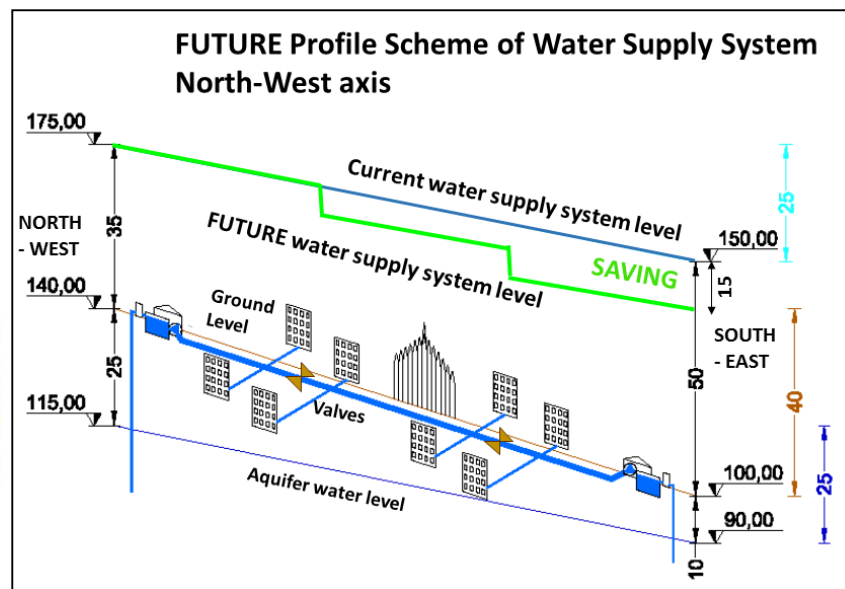 FUTURE Profile Scheme of Water Supply System
North-West axis
175,00
Current water supply system level
25
NORTH
- WEST
35
FUTURE water supply system level
150,00
SAVING
15
140,00
Ground
Level
SOUTH
- EAST
25
50
40
115,00
Valves
Aquifer water level
100,00
25
90,00
10